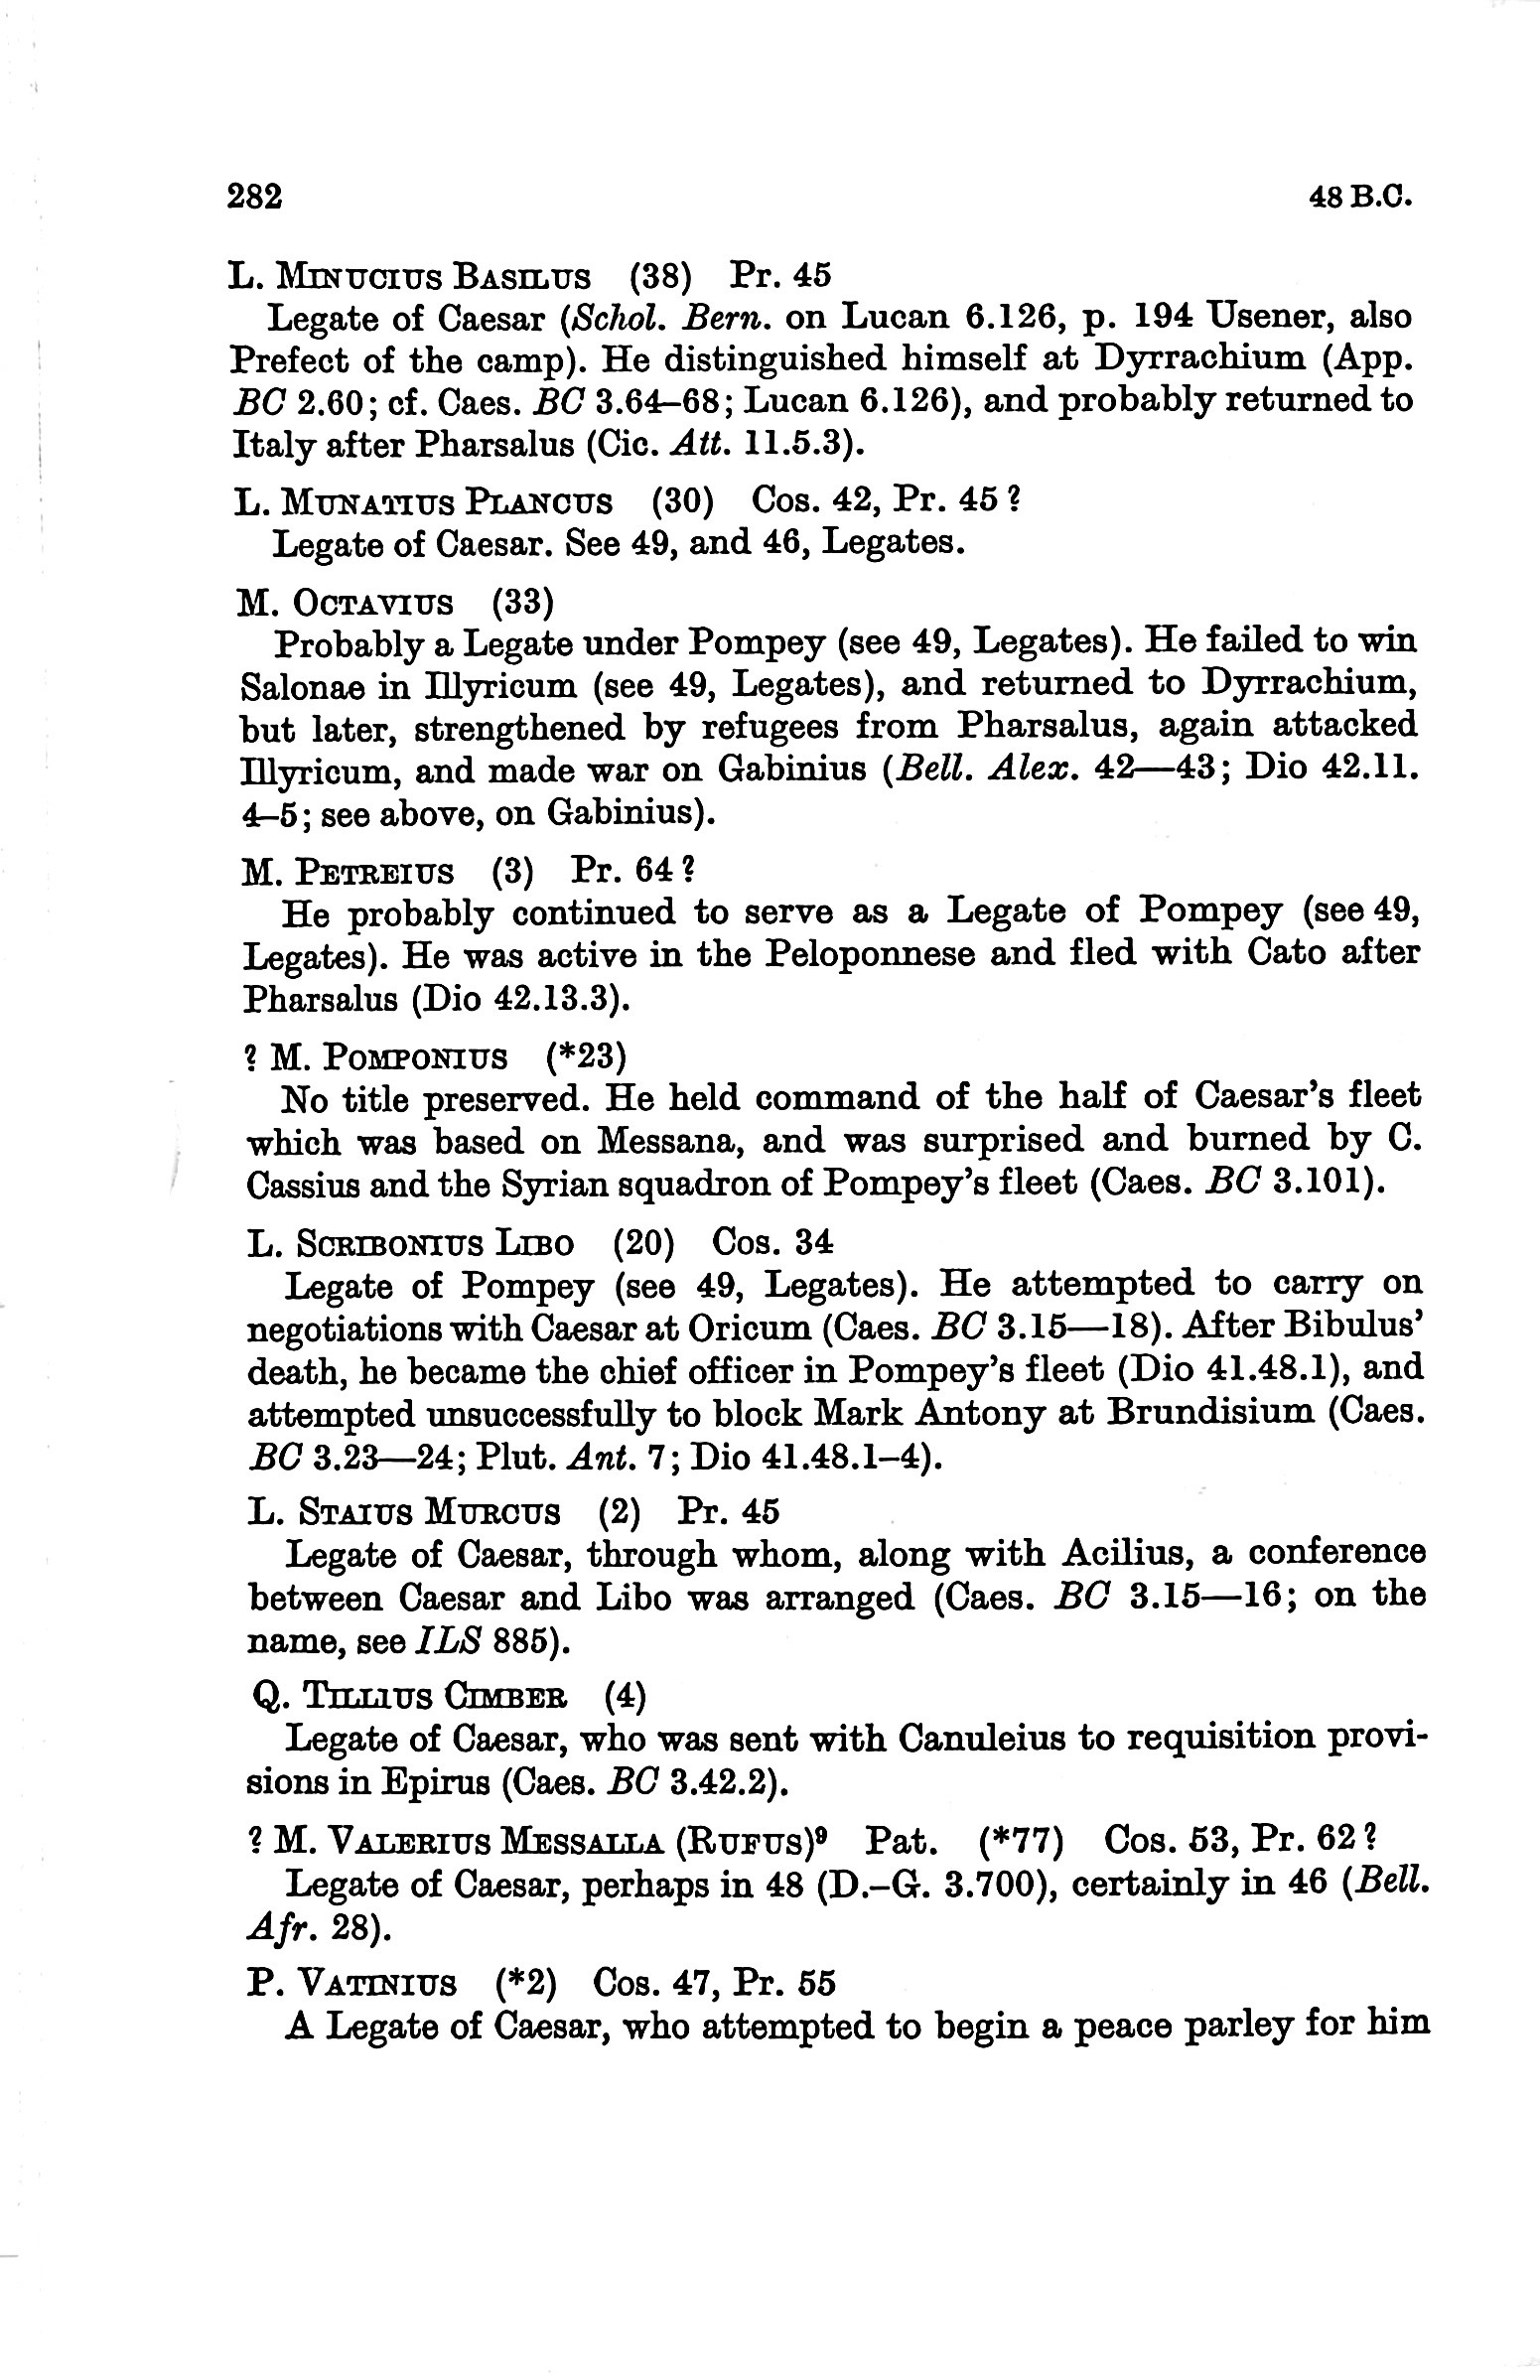 282 48 B.C.
L. MINUCIUS BASILUS (38) Pr. 45
Legate of Caesar (Schol. Bern. on Lucan 6.126, p. 194 Usener, also
Prefect of the camp). He distinguished himself at Dyrrachium (App.
BC 2.60; cf. Caes. BC 3.64–68; Lucan 6.126), and probably returned to
Italy after Pharsalus (Cic. Att. 11.5.3).
L. MUNATIUS PLANCUS (30) Cos. 42, Pr. 45?
Legate of Caesar. See 49, and 46, Legates.
M. OCTAVIUS (33)
Probably a Legate under Pompey (see 49, Legates). He failed to win
Salonae in Illyricum (see 49, Legates), and returned to Dyrrachium,
but later, strengthened by refugees from Pharsalus, again attacked
Illyricum, and made war on Gabinius (Bell. Alex. 42—43; Dio 42.11.
4–5; see above, on Gabinius).
M. PETREIUS (3) Pr. 64?
He probably continued to serve as a Legate of Pompey (see 49,
Legates). He was active in the Peloponnese and fled with Cato after
Pharsalus (Dio 42.13.3).
? M. POMPONIUS (*23)
No title preserved. He held command of the half of Caesar's fleet
which was based on Messana, and was surprised and burned by C.
Cassius and the Syrian squadron of Pompey's fleet (Caes. BC 3.101).
L. SCRIBONIUS LIBO (20) Cos. 34
Legate of Pompey (see 49, Legates). He attempted to carry on
negotiations with Caesar at Oricum (Caes. BC 3.15—18). After Bibulus'
death, he became the chief officer in Pompey's fleet (Dio 41.48.1), and
attempted unsuccessfully to block Mark Antony at Brundisium (Caes.
BC 3.23—24; Plut. Ant. 7; Dio 41.48.1–4).
L. STAIUS MURCUS (2) Pr. 45
Legate of Caesar, through whom, along with Acilius, a conference
between Caesar and Libo was arranged (Caes. BC 3.15—16; on the
name, see ILS 885).
Q. TILLIUS CIMBER (4)
Legate of Caesar, who was sent with Canuleius to requisition provi-
sions in Epirus (Caes. BC 3.42.2).
? M. VALERIUS MESSALLA (RUFUS)⁹ Pat. (*77) Cos. 53, Pr. 62?
Legate of Caesar, perhaps in 48 (D.–G. 3.700), certainly in 46 (Bell.
Afr. 28).
P. VATINIUS (*2) Cos. 47, Pr. 55
A Legate of Caesar, who attempted to begin a peace parley for him